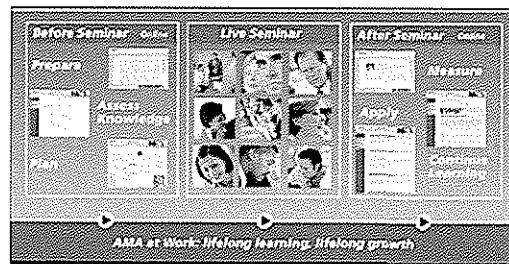 Before Seminar Online
Prepare
Assess
Knowledge
Plan
Live Seminar
After Seminar Online
Measure
Apply
Continue
Learning
AMA at Work: lifelong learning, lifelong growth